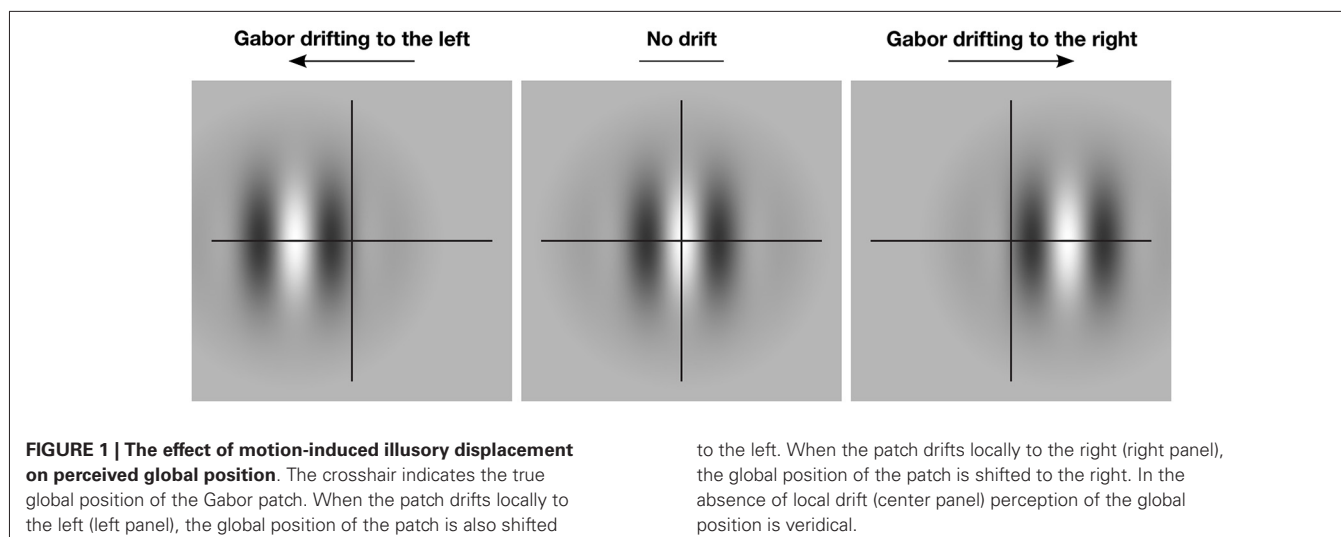 Gabor drifting to the left
No drift
Gabor drifting to the right
FIGURE 1 | The effect of motion-induced illusory displacement
on perceived global position. The crosshair indicates the true
global position of the Gabor patch. When the patch drifts locally to
the left (left panel), the global position of the patch is also shifted
to the left. When the patch drifts locally to the right (right panel),
the global position of the patch is shifted to the right. In the
absence of local drift (center panel) perception of the global
position is veridical.